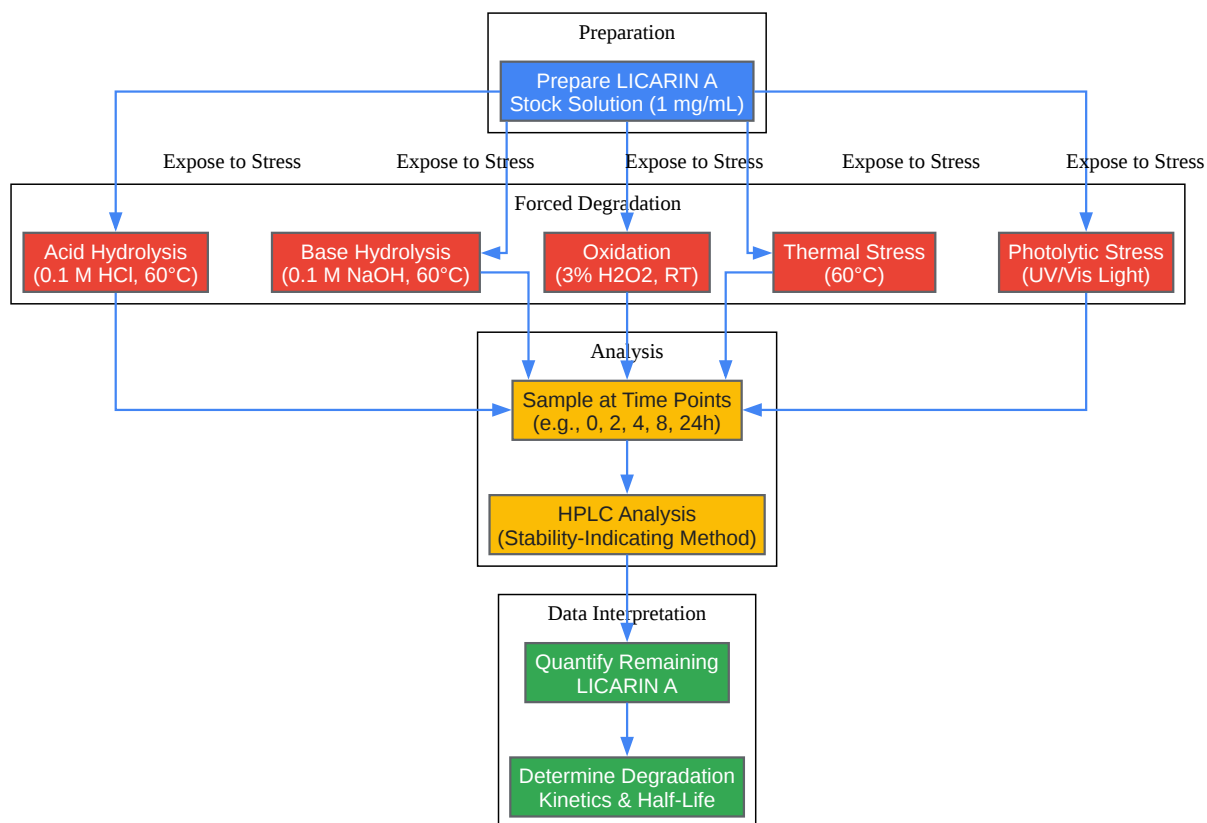 Preparation
Prepare LICARIN A
Stock Solution (1 mg/mL)
Expose to Stress
Expose to Stress
Expose to Stress
Expose to Stress
Expose to Stress
Forced Degradation
Acid Hydrolysis
(0.1 M HCl, 60°C)
Base Hydrolysis
(0.1 M NaOH, 60°C)
Oxidation
(3% H2O2, RT)
Thermal Stress
(60°C)
Photolytic Stress
(UV/Vis Light)
Analysis
Sample at Time Points
(e.g., 0, 2, 4, 8, 24h)
HPLC Analysis
(Stability-Indicating Method)
Data Interpretation
Quantify Remaining
LICARIN A
Determine Degradation
Kinetics & Half-Life